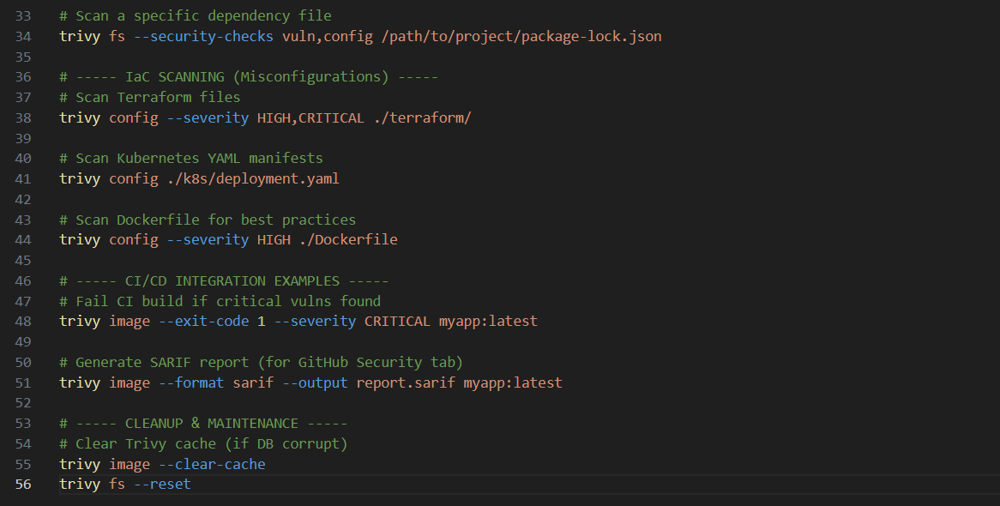 33 # Scan a specific dependency file
34 trivy fs --security-checks vuln,config /path/to/project/package-lock.json
35
36 # ----- IaC SCANNING (Misconfigurations) -----
37 # Scan Terraform files
38 trivy config --severity HIGH,CRITICAL ./terraform/
39
40 # Scan Kubernetes YAML manifests
41 trivy config ./k8s/deployment.yaml
42
43 # Scan Dockerfile for best practices
44 trivy config --severity HIGH ./Dockerfile
45
46 # ----- CI/CD INTEGRATION EXAMPLES -----
47 # Fail CI build if critical vulns found
48 trivy image --exit-code 1 --severity CRITICAL myapp:latest
49
50 # Generate SARIF report (for GitHub Security tab)
51 trivy image --format sarif --output report.sarif myapp:latest
52
53 # ----- CLEANUP & MAINTENANCE -----
54 # Clear Trivy cache (if DB corrupt)
55 trivy image --clear-cache
56 trivy fs --reset